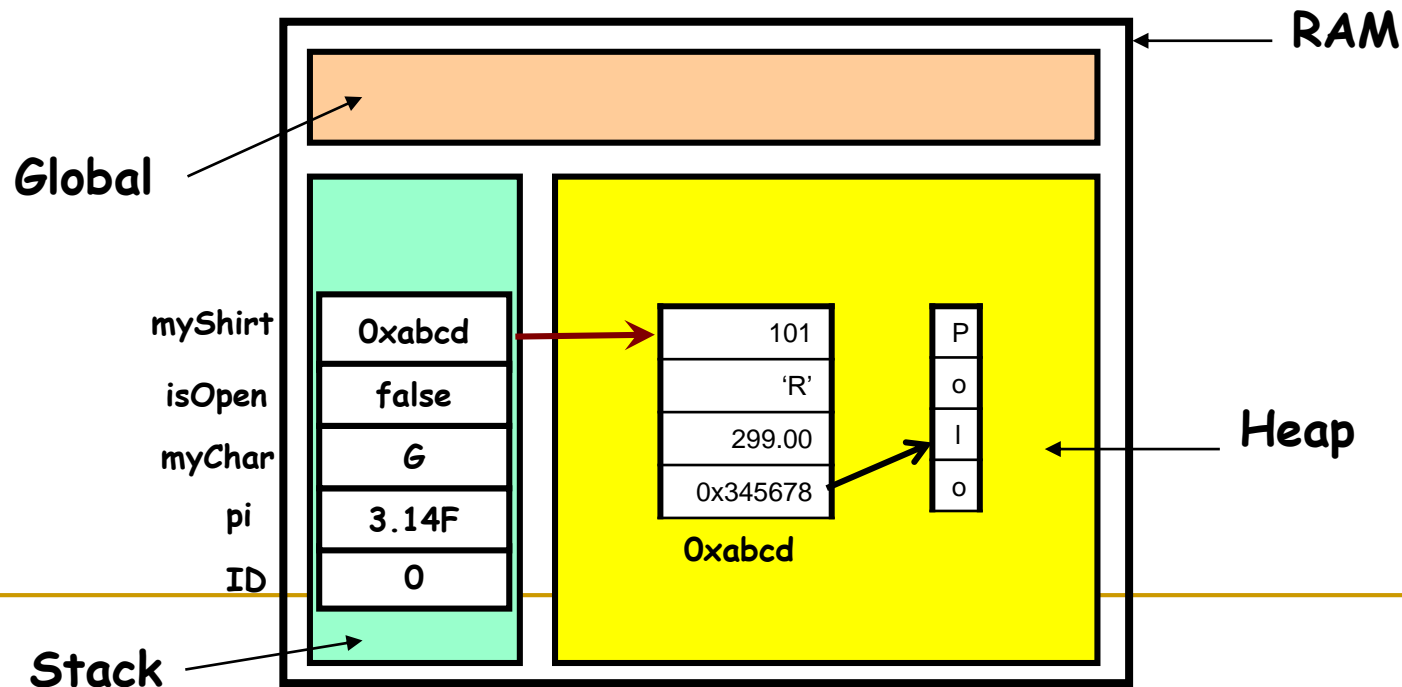 RAM
Global
myShirt
0xabcd
101
P
isOpen
false
‘R’
o
myChar
G
299.00
l
Heap
pi
3.14F
0x345678
o
0xabcd
ID
0
Stack